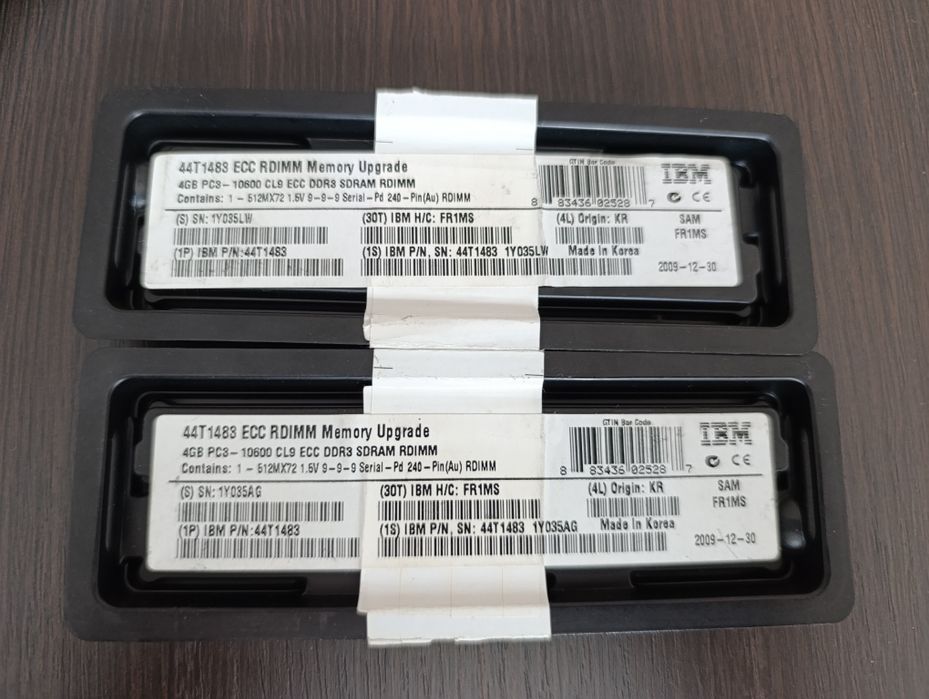 44T1483 ECC RDIMM Memory Upgrade
4GB PC3-10600 CL9 ECC DDR3 SDRAM RDIMM
Contains: 1 - 512MX72 1.5V 9-9-9 Serial-Pd 240-Pin(Au) RDIMM
GTIN Bar Code
8 83436 02528 7
IBM
CE
(S) SN: 1Y035LW
(30T) IBM H/C: FR1MS
(4L) Origin: KR
SAM
FR1MS
(1P) IBM P/N:44T1483
(1S) IBM P/N, SN: 44T1483 1Y035LW
Made In Korea
2009-12-30
44T1483 ECC RDIMM Memory Upgrade
4GB PC3-10600 CL9 ECC DDR3 SDRAM RDIMM
Contains: 1 - 512MX72 1.5V 9-9-9 Serial-Pd 240-Pin(Au) RDIMM
GTIN Bar Code
8 83436 02528 7
IBM
CE
(S) SN: 1Y035AG
(30T) IBM H/C: FR1MS
(4L) Origin: KR
SAM
FR1MS
(1P) IBM P/N:44T1483
(1S) IBM P/N, SN: 44T1483 1Y035AG
Made In Korea
2009-12-30